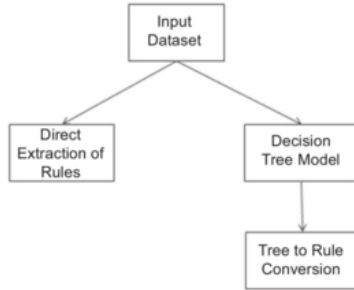 Input
Dataset
Direct
Extraction of
Rules
Decision
Tree Model
Tree to Rule
Conversion